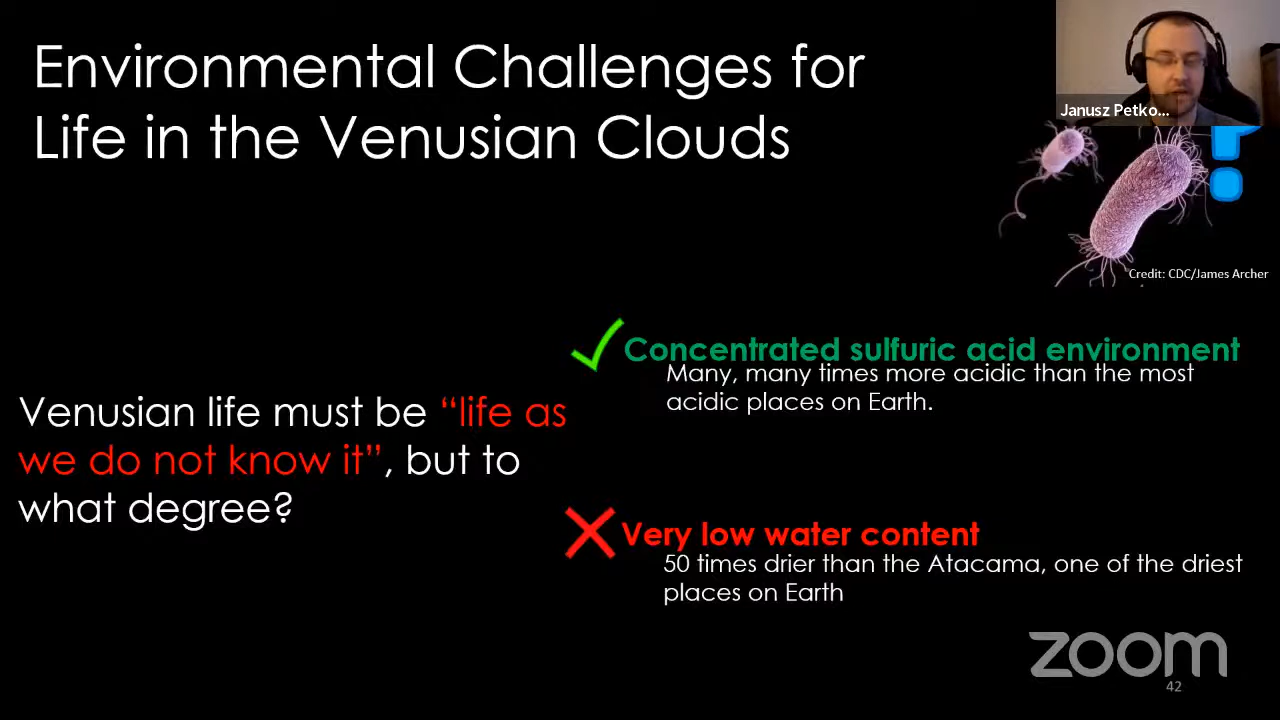 Environmental Challenges for
Life in the Venusian Clouds
Janusz Petko...
Credit: CDC/James Archer
Concentrated sulfuric acid environment
Many, many times more acidic than the most
acidic places on Earth.
Venusian life must be “life as
we do not know it”, but to
what degree?
Very low water content
50 times drier than the Atacama, one of the driest
places on Earth
zoom
42